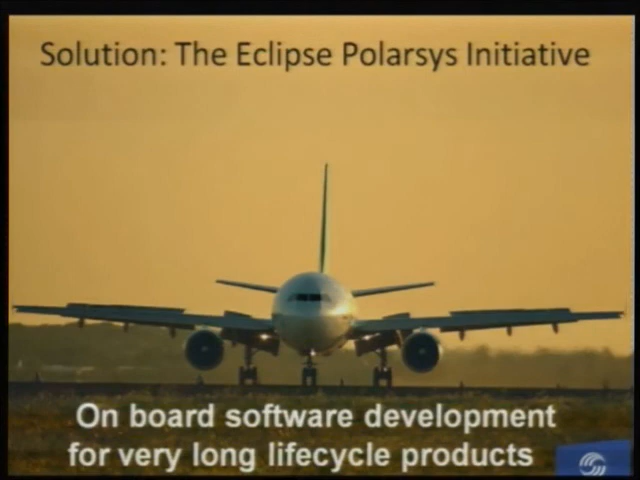 Solution: The Eclipse Polarsys Initiative
On board software development
for very long lifecycle products